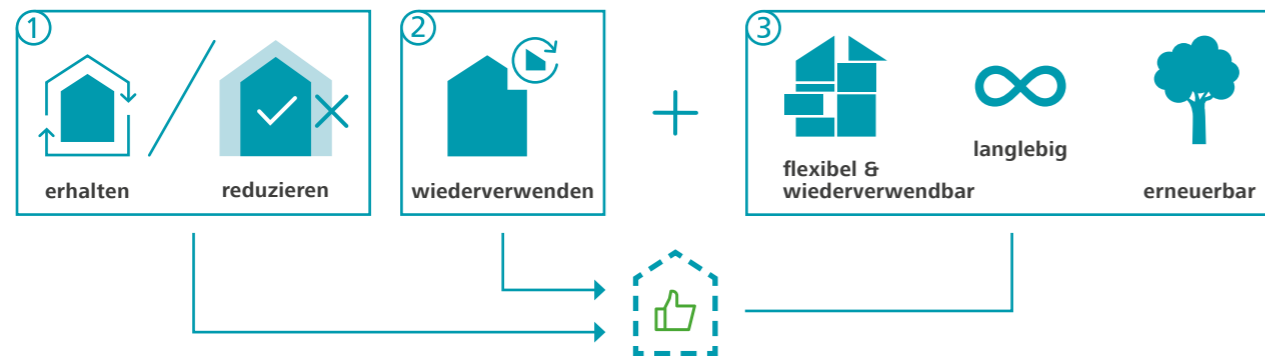 1
erhalten
reduzieren
2
wiederverwenden
3
flexibel &
wiederverwendbar
langlebig
erneuerbar